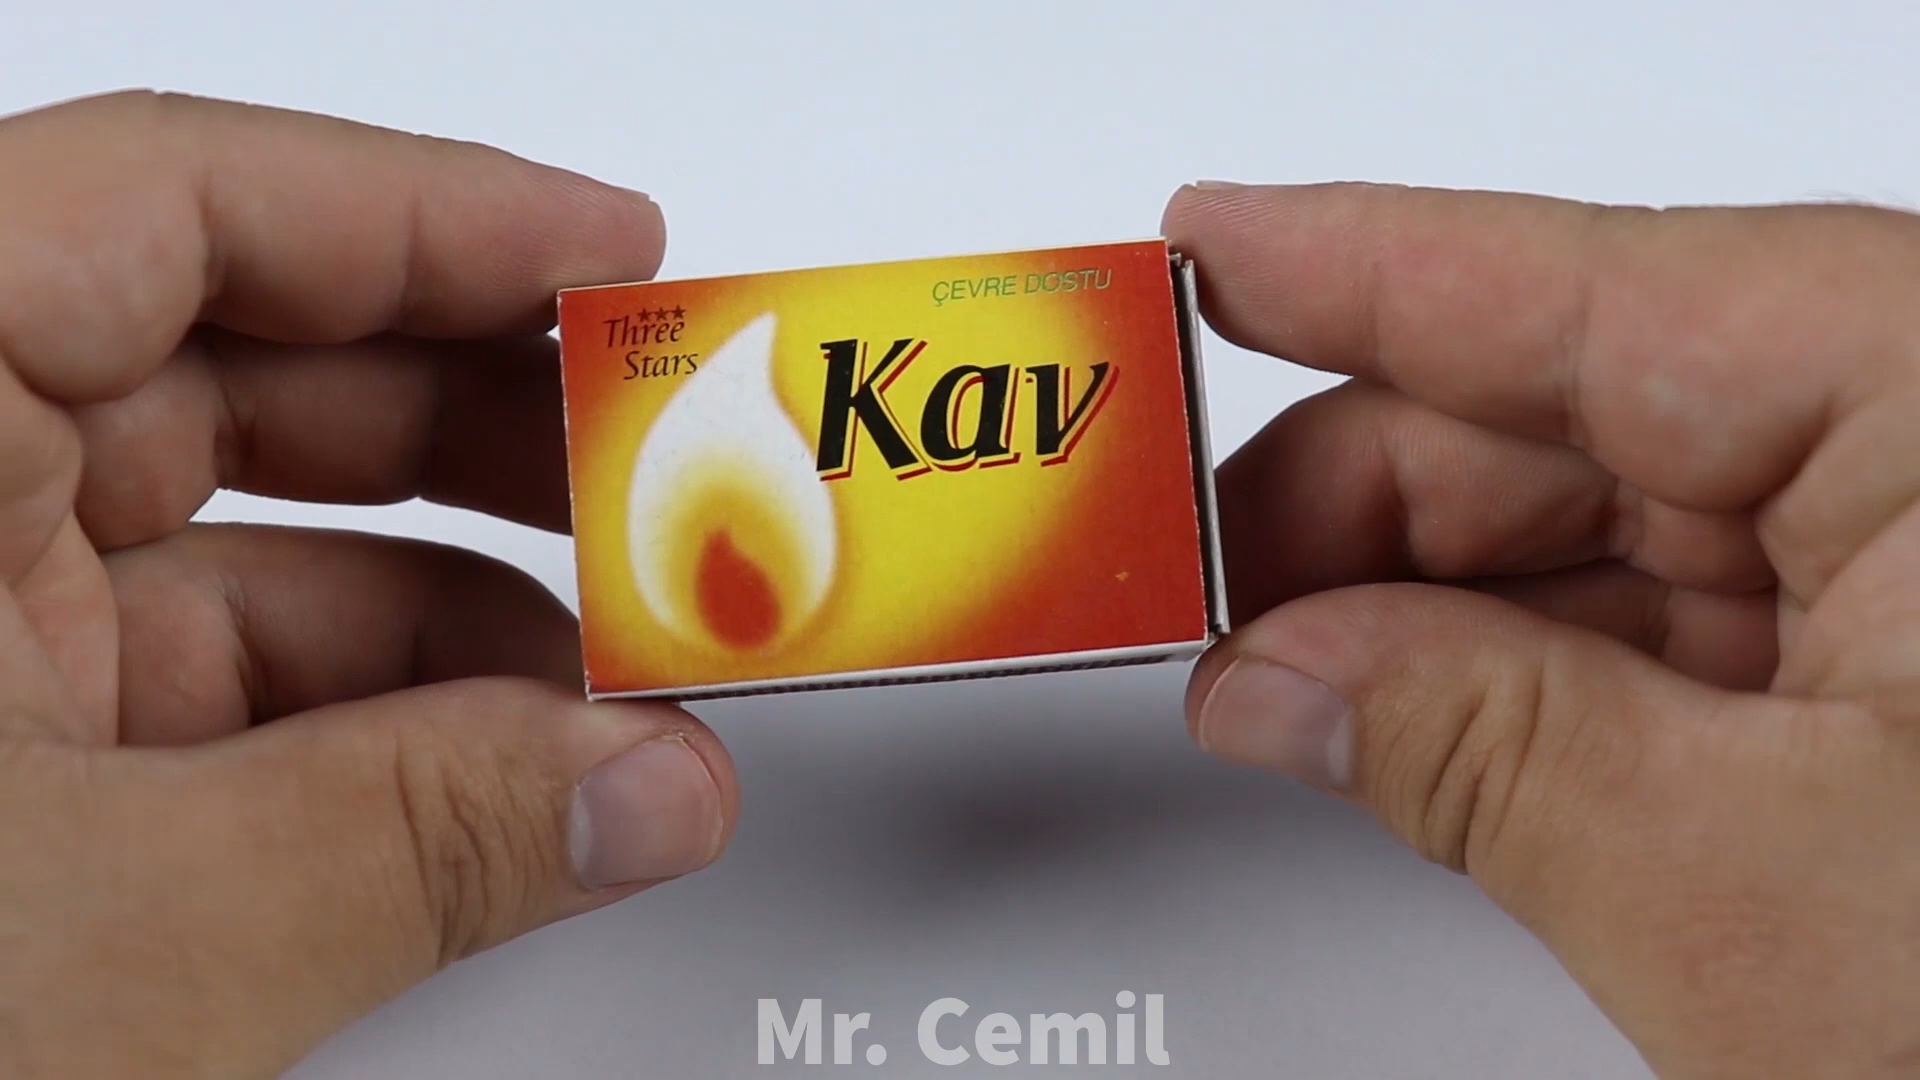 ÇEVRE DOSTU
★★★
Three
Stars
Kav
Mr. Cemil